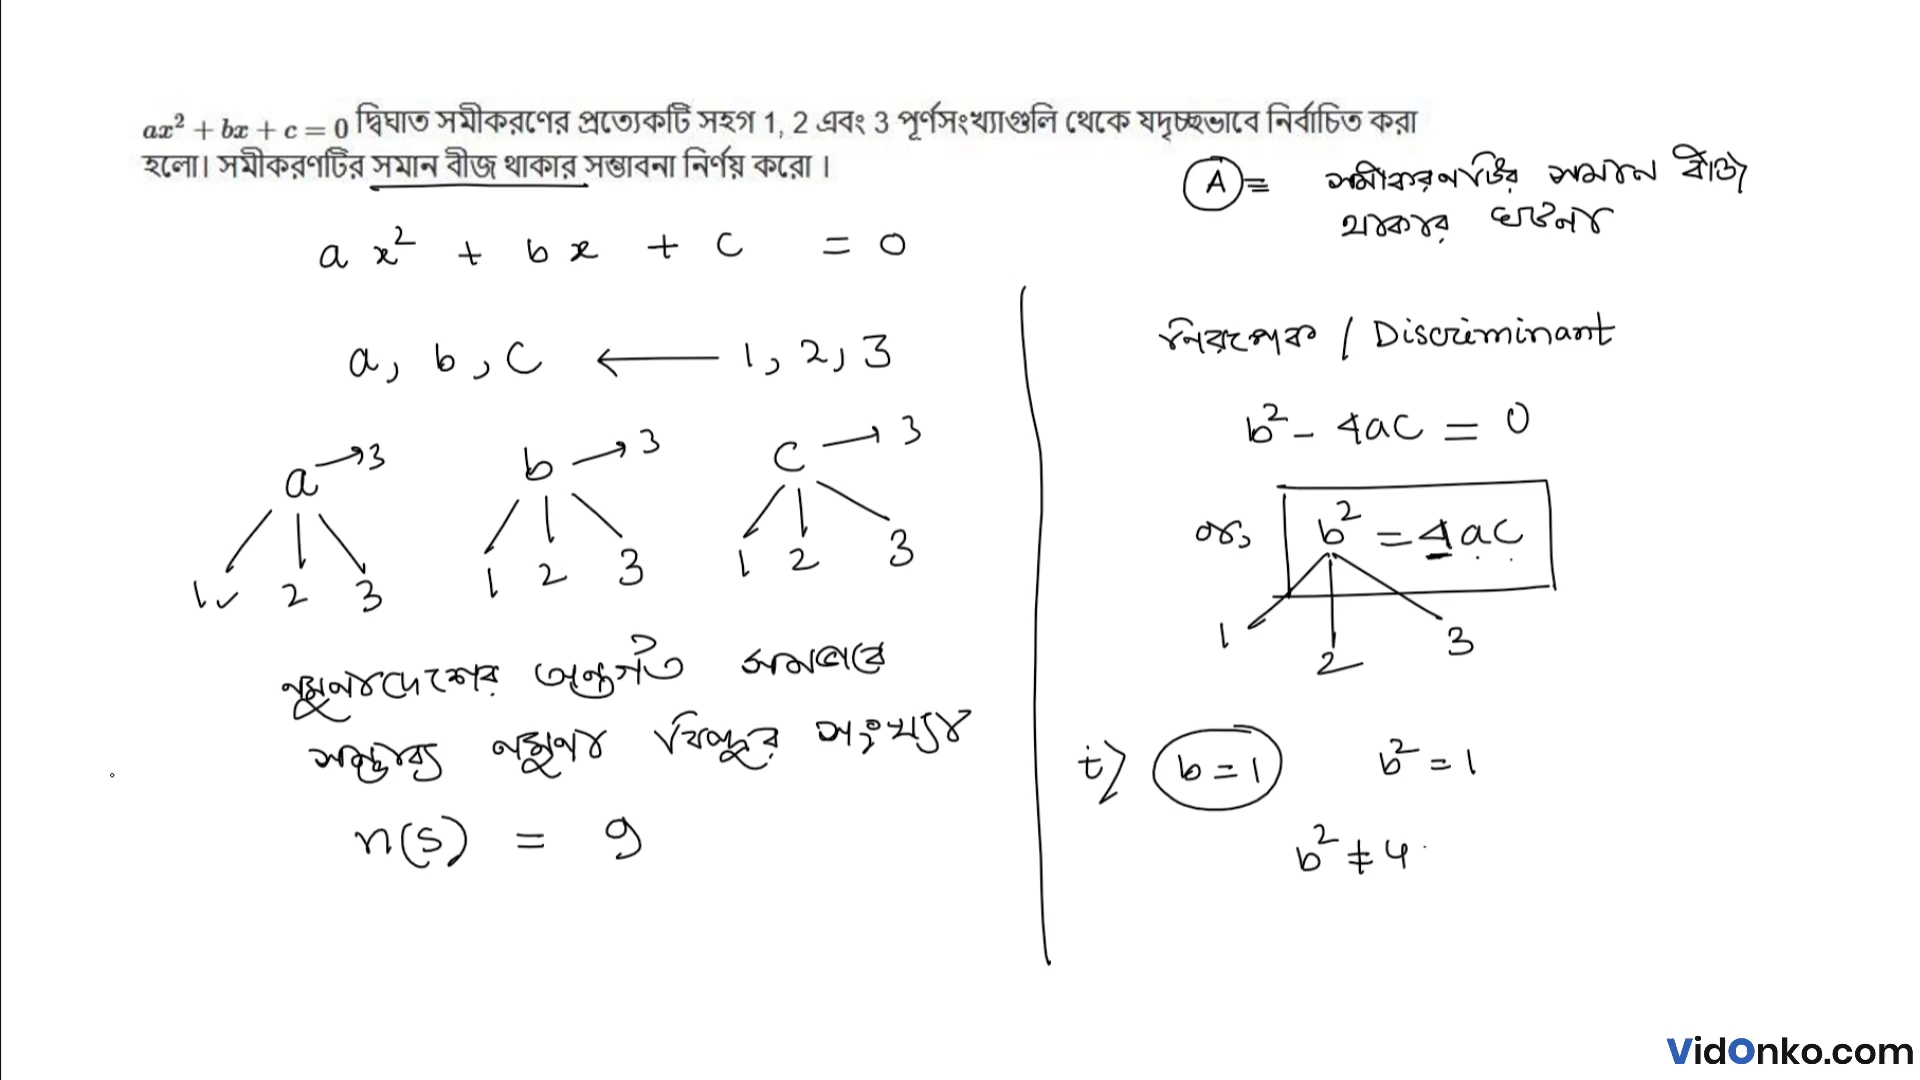 ax² + bx + c = 0 দ্বিঘাত সমীকরণের প্রত্যেকটি সহগ 1, 2 এবং 3 পূর্ণসংখ্যাগুলি থেকে যদৃচ্ছভাবে নির্বাচিত করা
হলো। সমীকরণটির সমান বীজ থাকার সম্ভাবনা নির্ণয় করো ।
A = সমীকরণটির সমান বীজ
থাকার ঘটনা
a x² + b x + c = 0
a, b, c ← 1, 2, 3
a → 3 b → 3 c → 3
1 ✓ 2 3 1 2 3 1 2 3
নমুনাদেশের অন্তর্গত সমভাবে
সম্ভাব্য নমুনা বিন্দুর সংখ্যা
n(S) = 9
নিরূপক / Discriminant
b² - 4ac = 0
or, b² = 4ac
1 2 3
i) b = 1 b² = 1
b² ≠ 4
VidOnko.com